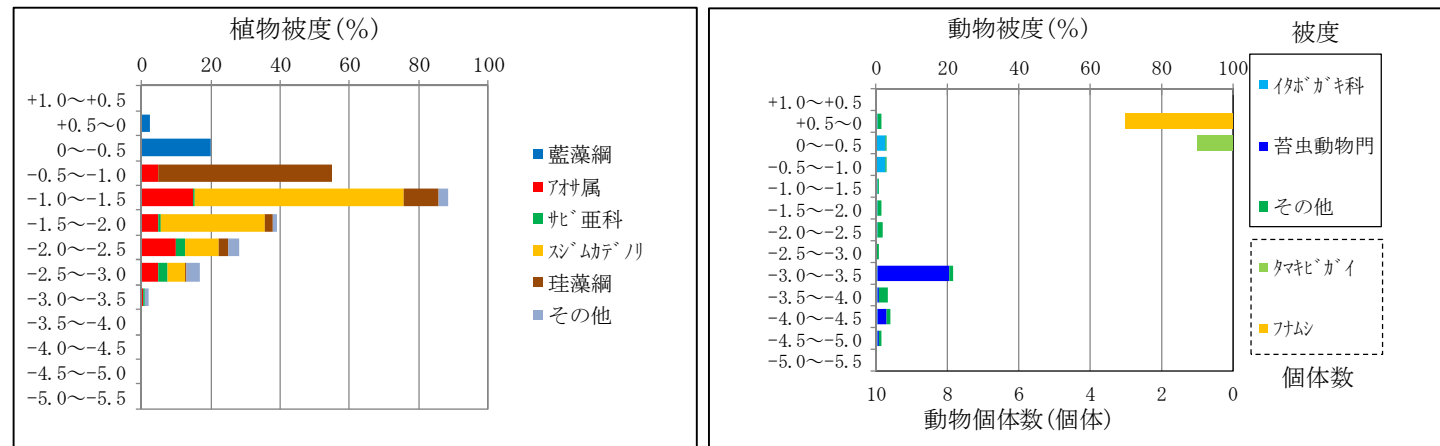 植物被度(%)
0 20 40 60 80 100
+1.0～+0.5
+0.5～0
0～-0.5
-0.5～-1.0
-1.0～-1.5
-1.5～-2.0
-2.0～-2.5
-2.5～-3.0
-3.0～-3.5
-3.5～-4.0
-4.0～-4.5
-4.5～-5.0
-5.0～-5.5
藍藻綱
ｱｵｻ属
ｻﾋﾞ亜科
ｽｼﾞﾑｶﾃﾞﾉﾘ
珪藻綱
その他
動物被度(%)
0 20 40 60 80 100
+1.0～+0.5
+0.5～0
0～-0.5
-0.5～-1.0
-1.0～-1.5
-1.5～-2.0
-2.0～-2.5
-2.5～-3.0
-3.0～-3.5
-3.5～-4.0
-4.0～-4.5
-4.5～-5.0
-5.0～-5.5
10 8 6 4 2 0
動物個体数(個体)
被度
ｲﾀﾎﾞｶﾞｷ科
苔虫動物門
その他
ﾀﾏｷﾋﾞｶﾞｲ
ﾌﾅﾑｼ
個体数